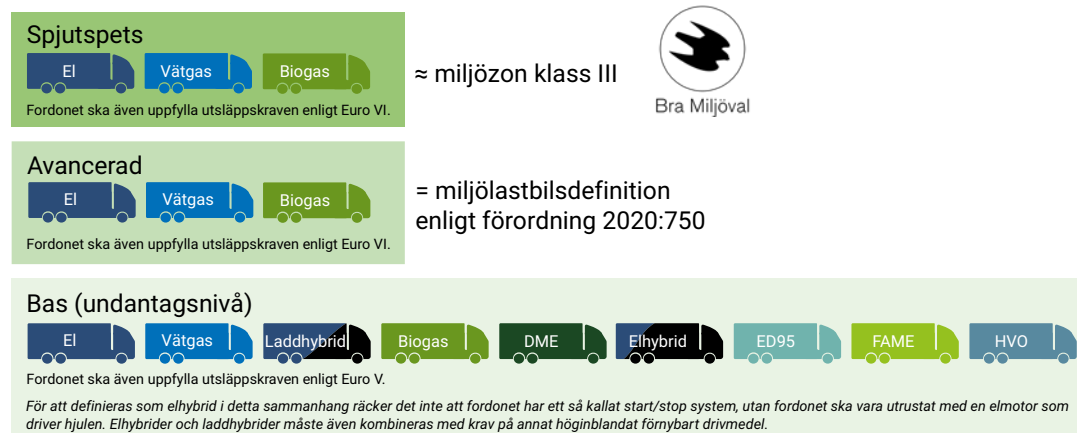 Spjutspets
El
Vätgas
Biogas
Fordonet ska även uppfylla utsläppskraven enligt Euro VI.
≈ miljözon klass III
Bra Miljöval
Avancerad
El
Vätgas
Biogas
Fordonet ska även uppfylla utsläppskraven enligt Euro VI.
= miljölastbilsdefinition
enligt förordning 2020:750
Bas (undantagsnivå)
El
Vätgas
Laddhybrid
Biogas
DME
Elhybrid
ED95
FAME
HVO
Fordonet ska även uppfylla utsläppskraven enligt Euro V.
För att definieras som elhybrid i detta sammanhang räcker det inte att fordonet har ett så kallat start/stop system, utan fordonet ska vara utrustat med en elmotor som
driver hjulen. Elhybrider och laddhybrider måste även kombineras med krav på annat höginblandat förnybart drivmedel.